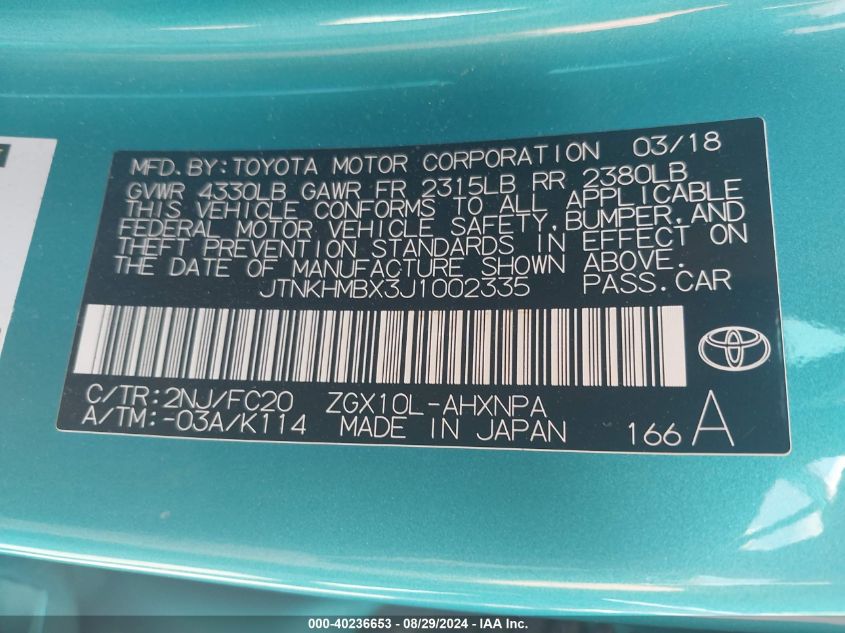 MFD.BY:TOYOTA MOTOR CORPORATION 03/18
GVWR 4330LB GAWR FR 2315LB RR 2380LB
THIS VEHICLE CONFORMS TO ALL APPLICABLE
FEDERAL MOTOR VEHICLE SAFETY,BUMPER,AND
THEFT PREVENTION STANDARDS IN EFFECT ON
THE DATE OF MANUFACTURE SHOWN ABOVE.
JTNKHMBX3J1002335 PASS.CAR
C/TR:2NJ/FC20 ZGX10L-AHXNPA
A/TM:-03A/K114 MADE IN JAPAN 166 A
000-40236653 / 08/29/2024 - IAA Inc.